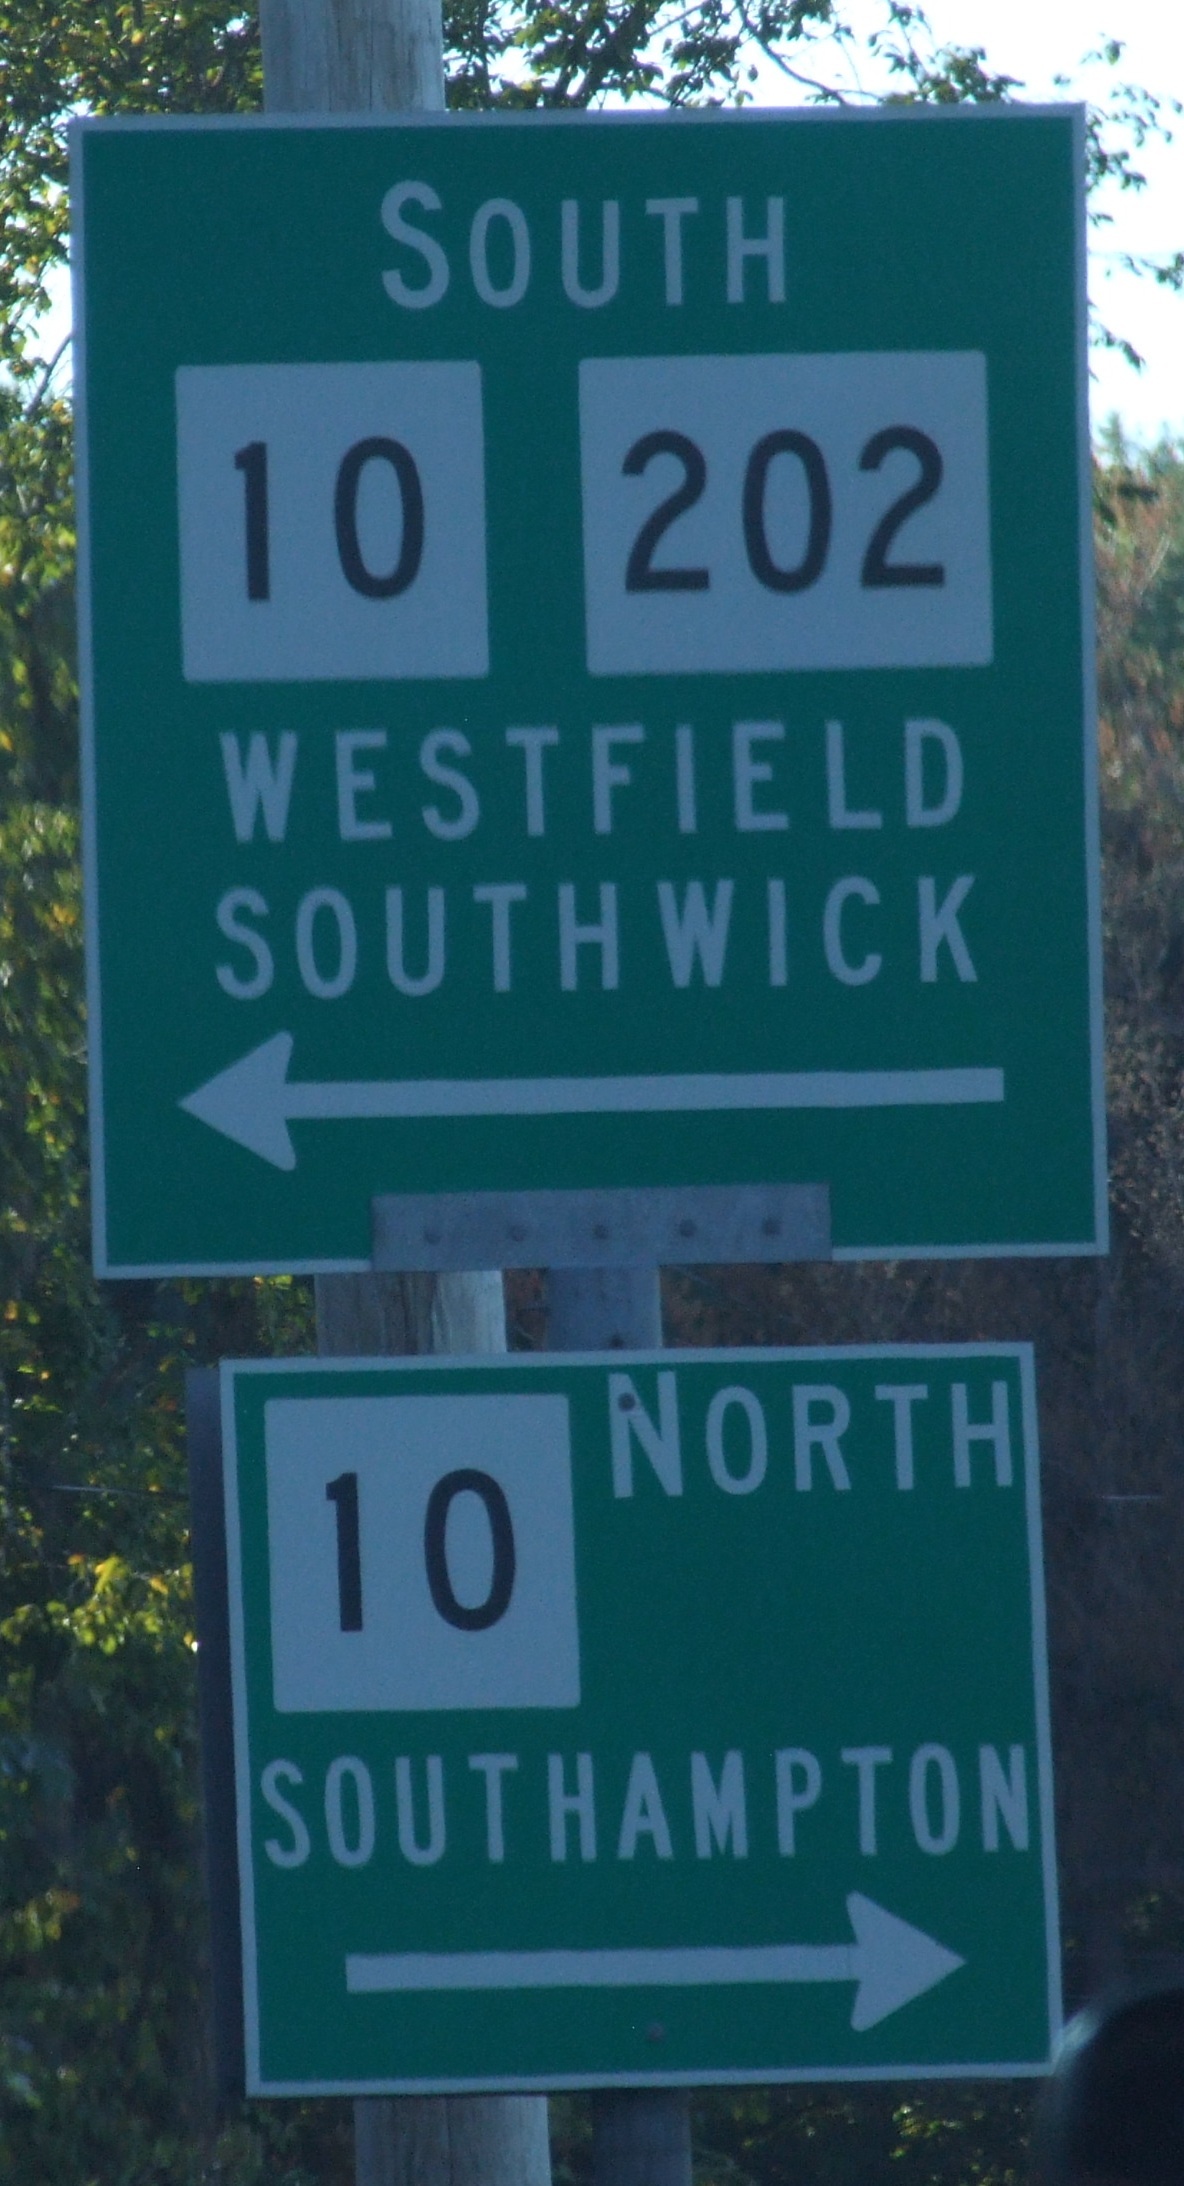 SOUTH
10 202
WESTFIELD
SOUTHWICK
10 NORTH
SOUTHAMPTON